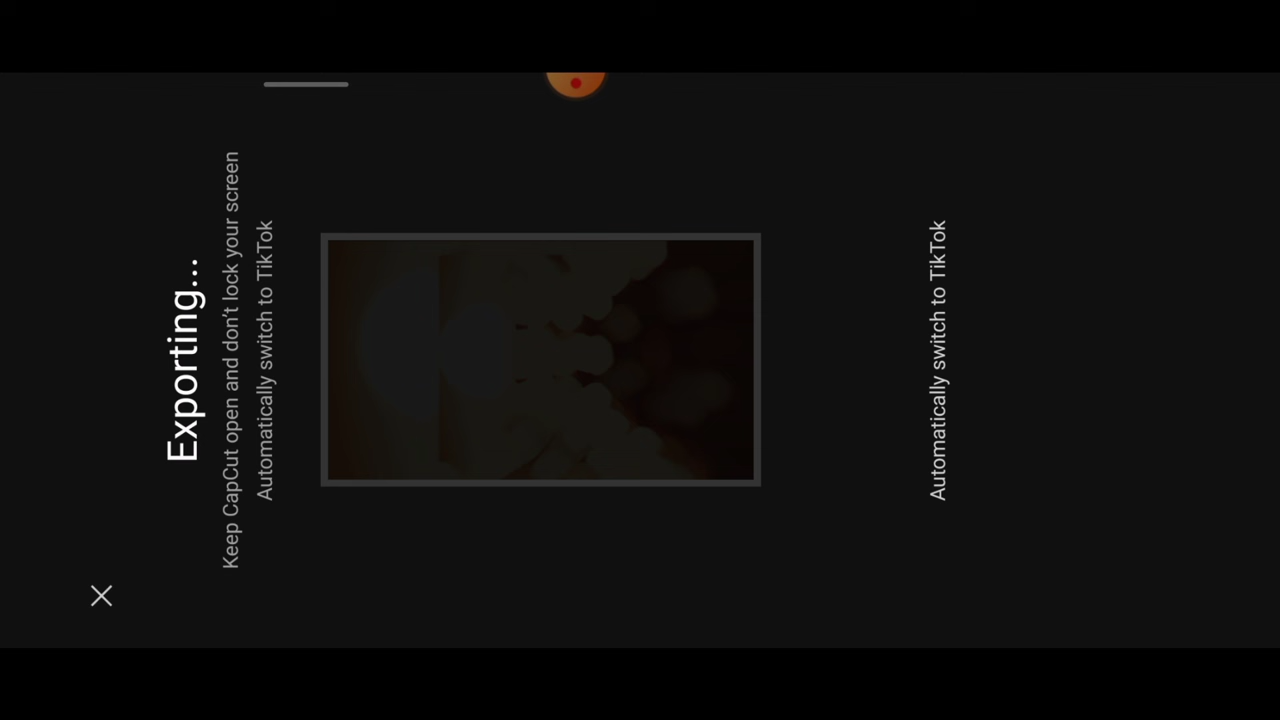 Exporting...
Keep CapCut open and don't lock your screen
Automatically switch to TikTok
Automatically switch to TikTok